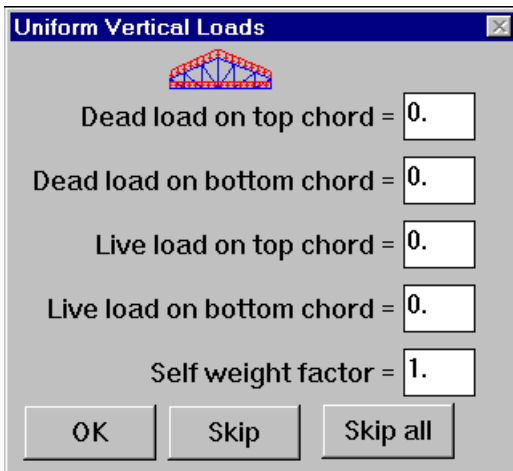 Uniform Vertical Loads
Dead load on top chord = 0.
Dead load on bottom chord = 0.
Live load on top chord = 0.
Live load on bottom chord = 0.
Self weight factor = 1.
OK Skip Skip all